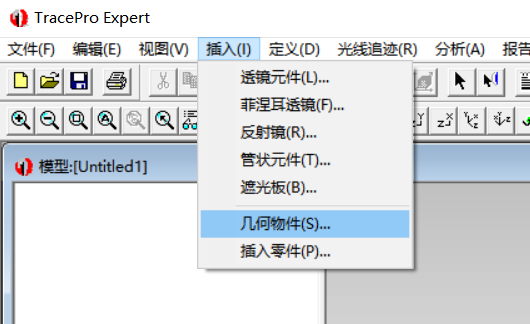 TracePro Expert
文件(F) 编辑(E) 视图(V) 插入(I) 定义(D) 光线追迹(R) 分析(A) 报告
透镜元件(L)...
菲涅耳透镜(F)...
反射镜(R)...
管状元件(T)...
遮光板(B)...
模型:[Untitled1]
几何物件(S)...
插入零件(P)...